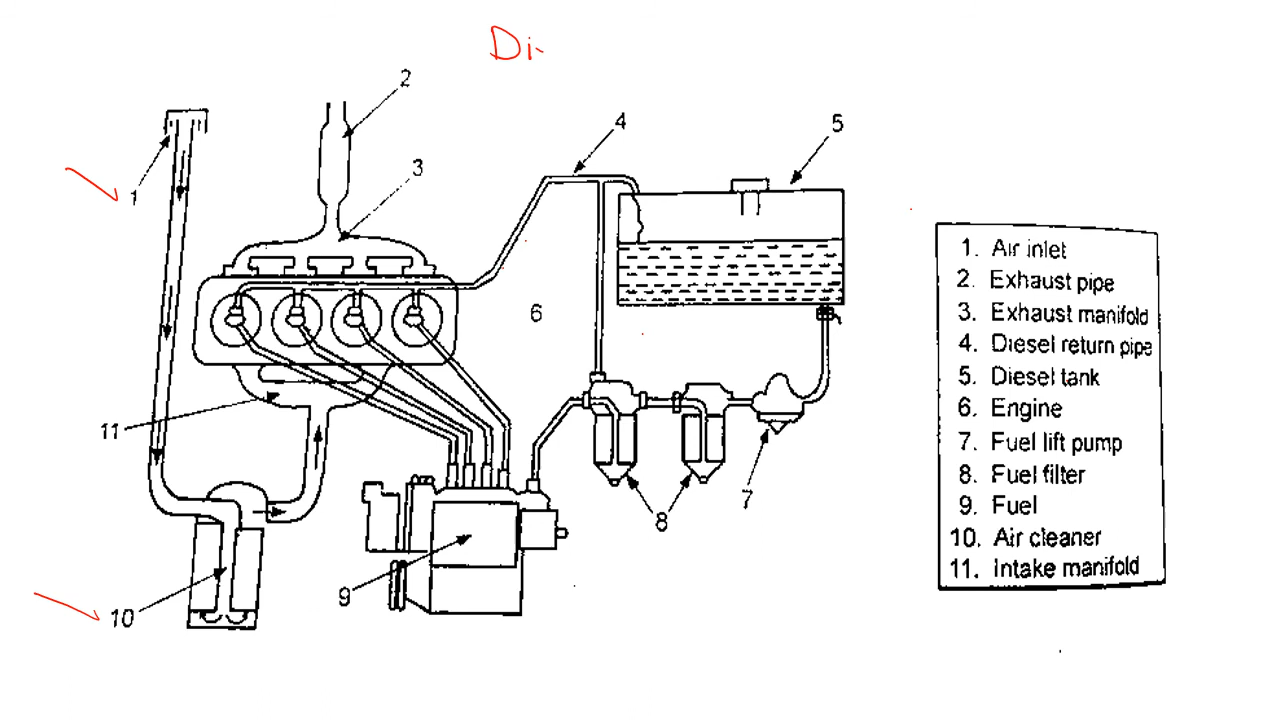 Di-
2
1
3
4
5
6
11
10
9
8
7
1. Air inlet
2. Exhaust pipe
3. Exhaust manifold
4. Diesel return pipe
5. Diesel tank
6. Engine
7. Fuel lift pump
8. Fuel filter
9. Fuel
10. Air cleaner
11. Intake manifold